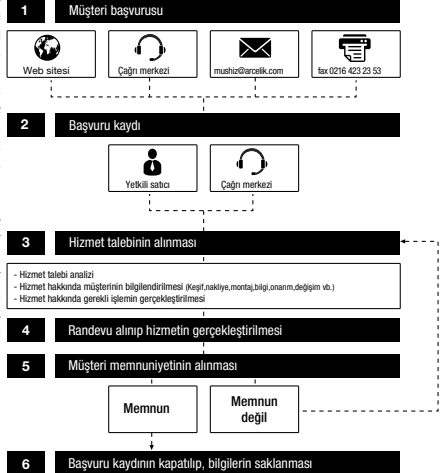 1 Müşteri başvurusu
Web sitesi
Çağrı merkezi
mushiz@arcelik.com
fax 0216 423 23 53
2 Başvuru kaydı
Yetkili satıcı
Çağrı merkezi
3 Hizmet talebinin alınması
- Hizmet talebi analizi
- Hizmet hakkında müşterinin bilgilendirilmesi (Keşif,nakliye,montaj,bilgi,onarım,değişim vb.)
- Hizmet hakkında gerekli işlemin gerçekleştirilmesi
4 Randevu alınıp hizmetin gerçekleştirilmesi
5 Müşteri memnuniyetinin alınması
Memnun
Memnun
değil
6 Başvuru kaydının kapatılıp, bilgilerin saklanması